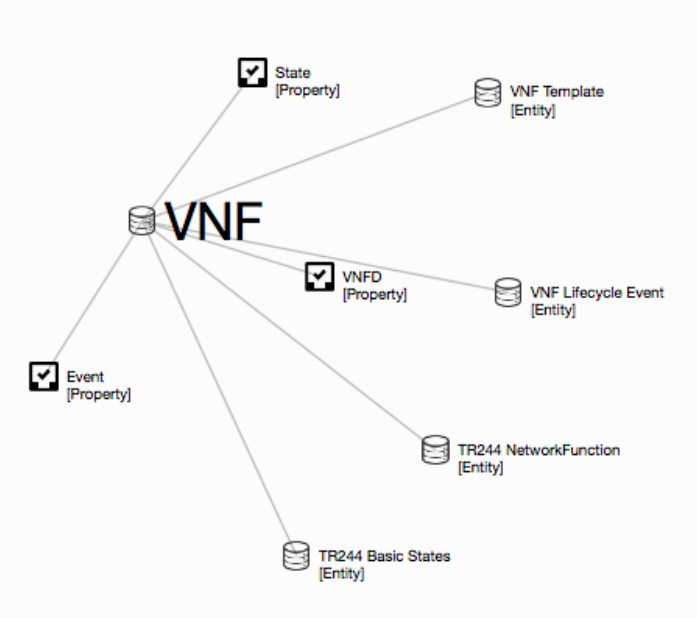 State
[Property]
VNF Template
[Entity]
VNF
VNFD
[Property]
VNF Lifecycle Event
[Entity]
Event
[Property]
TR244 NetworkFunction
[Entity]
TR244 Basic States
[Entity]